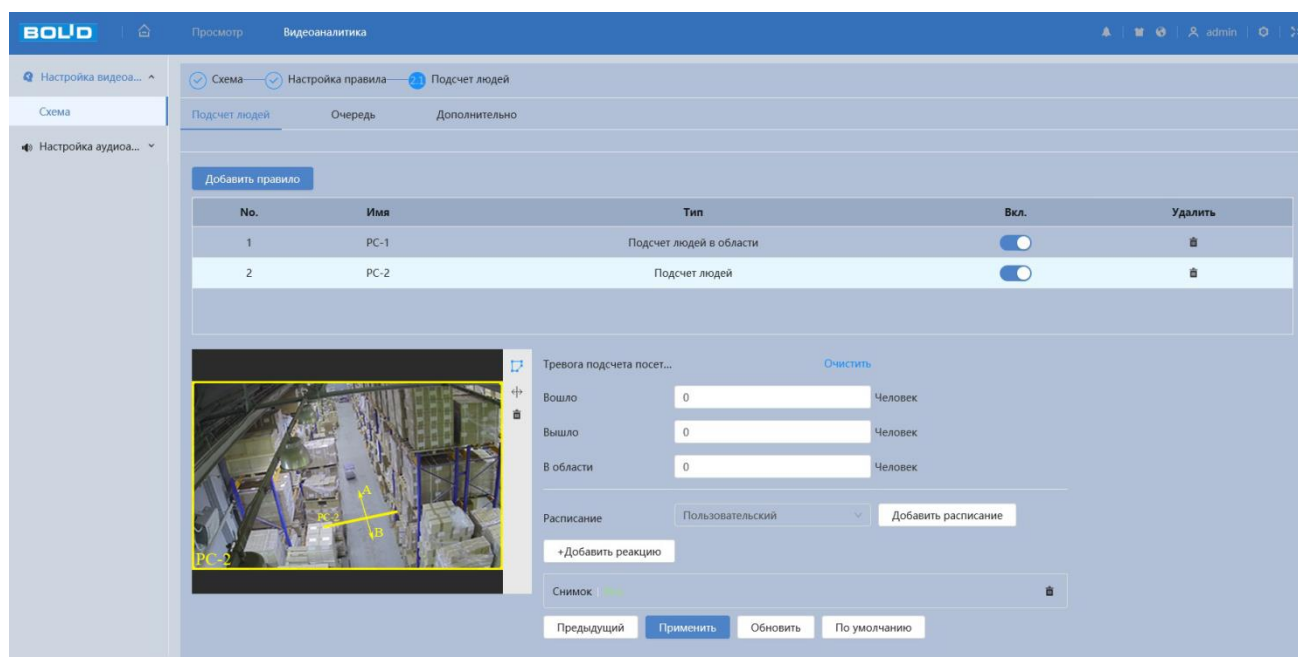 BOLID Просмотр Видеоаналитика admin
Настройка видеоа... Схема Настройка правила 2.1 Подсчет людей
Схема Подсчет людей Очередь Дополнительно
Настройка аудиоа...
Добавить правило
No. Имя Тип Вкл. Удалить
1 PC-1 Подсчет людей в области
2 PC-2 Подсчет людей
Тревога подсчета посет... Очистить
Вошло 0 Человек
Вышло 0 Человек
В области 0 Человек
A
PC-2
B
PC-2
Расписание Пользовательский Добавить расписание
+Добавить реакцию
Снимок
Предыдущий Применить Обновить По умолчанию